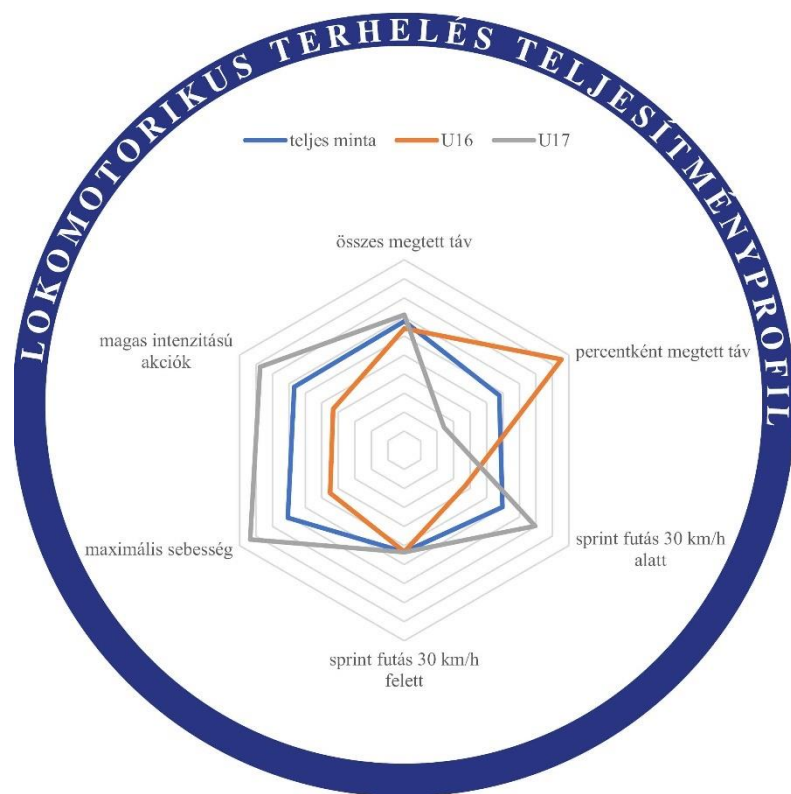 LOKOMOTORIKUS TERHELÉS TELJESÍTMÉNYPROFIL
teljes minta
U16
U17
összes megtett táv
percentként megtett táv
sprint futás 30 km/h
alatt
sprint futás 30 km/h
felett
maximális sebesség
magas intenzitású
akciók